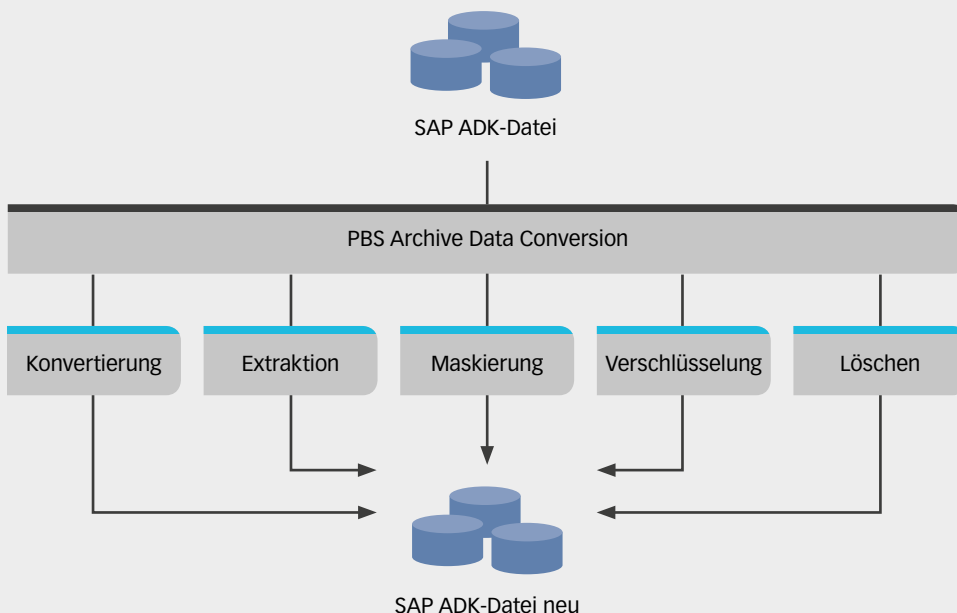 SAP ADK-Datei
PBS Archive Data Conversion
Konvertierung
Extraktion
Maskierung
Verschlüsselung
Löschen
SAP ADK-Datei neu